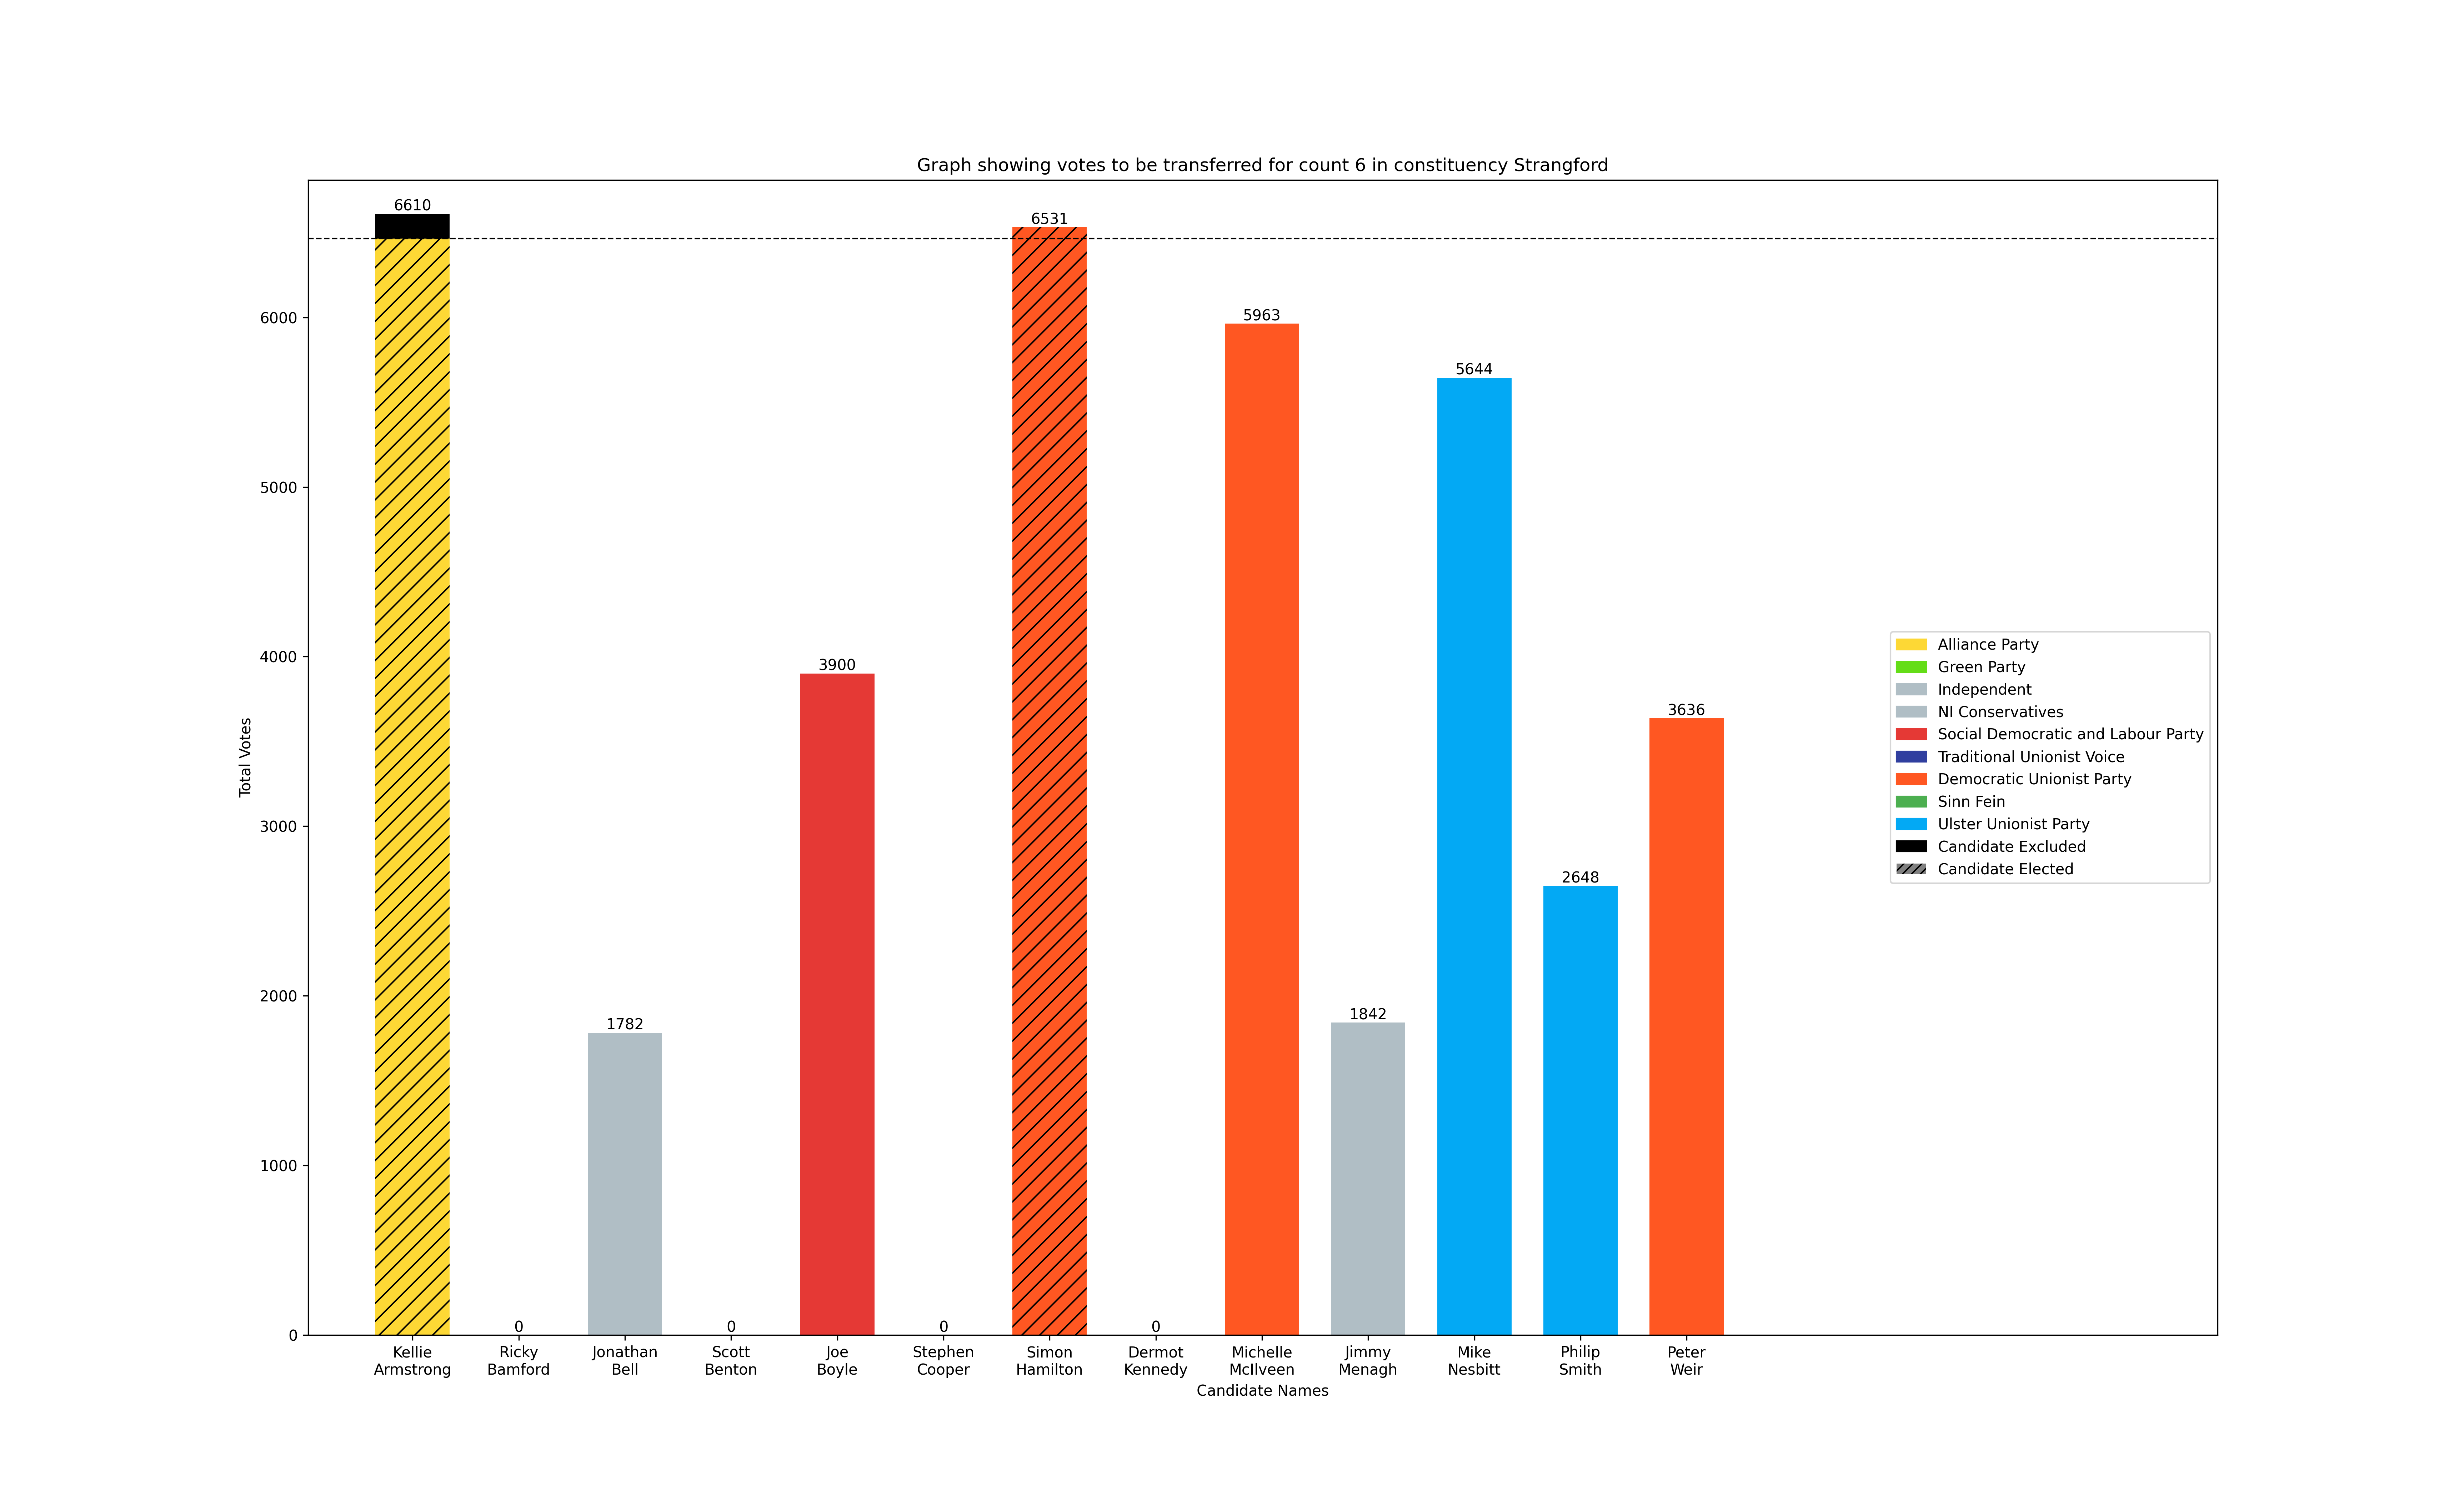 Graph showing votes to be transferred for count 6 in constituency Strangford
6610
6531
5963
5644
3900
3636
2648
1842
1782
0
0
0
0
Total Votes
6000
5000
4000
3000
2000
1000
0
Alliance Party
Green Party
Independent
NI Conservatives
Social Democratic and Labour Party
Traditional Unionist Voice
Democratic Unionist Party
Sinn Fein
Ulster Unionist Party
Candidate Excluded
Candidate Elected
Kellie
Armstrong
Ricky
Bamford
Jonathan
Bell
Scott
Benton
Joe
Boyle
Stephen
Cooper
Simon
Hamilton
Dermot
Kennedy
Michelle
McIlveen
Jimmy
Menagh
Mike
Nesbitt
Philip
Smith
Peter
Weir
Candidate Names